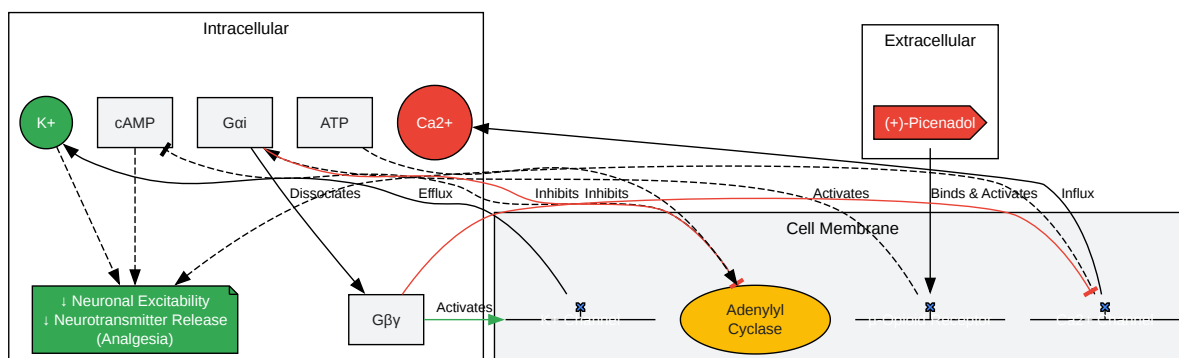 Intracellular
Extracellular
K+
cAMP
Gαi
ATP
Ca2+
(+)-Picenadol
Dissociates
Efflux
Inhibits
Inhibits
Activates
Binds & Activates
Influx
Cell Membrane
↓ Neuronal Excitability
↓ Neurotransmitter Release
(Analgesia)
Gβγ
Activates
Adenylyl
Cyclase